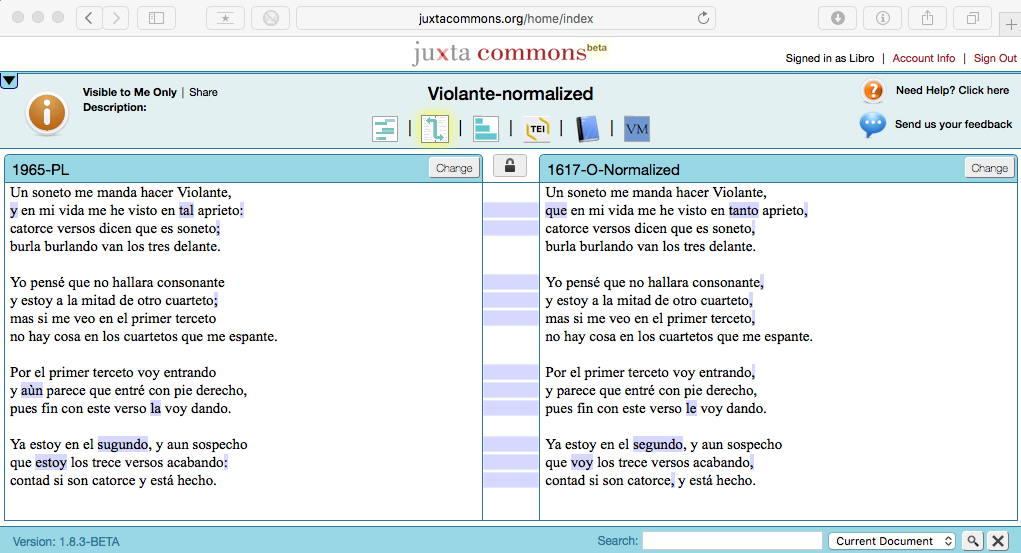 juxtacommons.org/home/index
juxta commons beta
Signed in as Libro | Account Info | Sign Out
Visible to Me Only | Share
Description:
Violante-normalized
Need Help? Click here
Send us your feedback
| | | TEI | | VM
1965-PL
Change
Un soneto me manda hacer Violante,
y en mi vida me he visto en tal aprieto:
catorce versos dicen que es soneto;
burla burlando van los tres delante.
Yo pensé que no hallara consonante
y estoy a la mitad de otro cuarteto;
mas si me veo en el primer terceto
no hay cosa en los cuartetos que me espante.
Por el primer terceto voy entrando
y aùn parece que entré con pie derecho,
pues fin con este verso la voy dando.
Ya estoy en el sugundo, y aun sospecho
que estoy los trece versos acabando:
contad si son catorce y está hecho.
1617-O-Normalized
Change
Un soneto me manda hacer Violante,
que en mi vida me he visto en tanto aprieto,
catorce versos dicen que es soneto,
burla burlando van los tres delante.
Yo pensé que no hallara consonante,
y estoy a la mitad de otro cuarteto,
mas si me veo en el primer terceto,
no hay cosa en los cuartetos que me espante.
Por el primer terceto voy entrando,
y parece que entré con pie derecho,
pues fin con este verso le voy dando.
Ya estoy en el segundo, y aun sospecho
que voy los trece versos acabando,
contad si son catorce, y está hecho.
Version: 1.8.3-BETA
Search:
Current Document